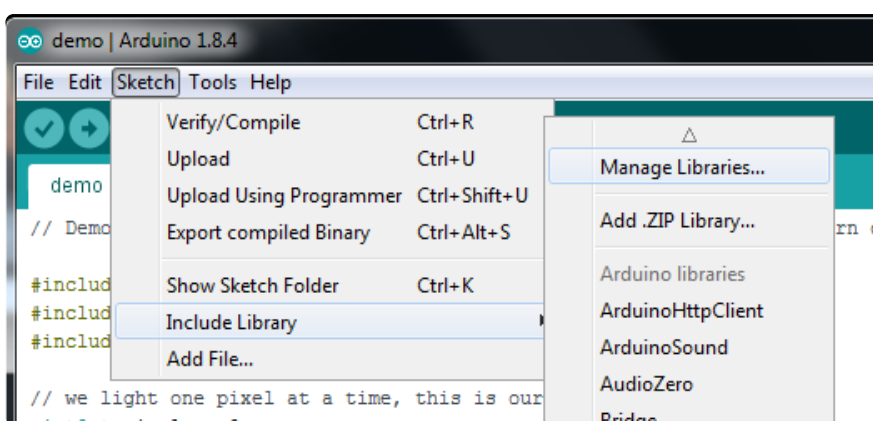 demo | Arduino 1.8.4
File Edit Sketch Tools Help
Verify/Compile Ctrl+R
Upload Ctrl+U
Upload Using Programmer Ctrl+Shift+U
Export compiled Binary Ctrl+Alt+S
Show Sketch Folder Ctrl+K
Include Library
Add File...
Manage Libraries...
Add .ZIP Library...
Arduino libraries
ArduinoHttpClient
ArduinoSound
AudioZero
Bridge
demo
// Demo
#includ
#includ
#includ
// we light one pixel at a time, this is our